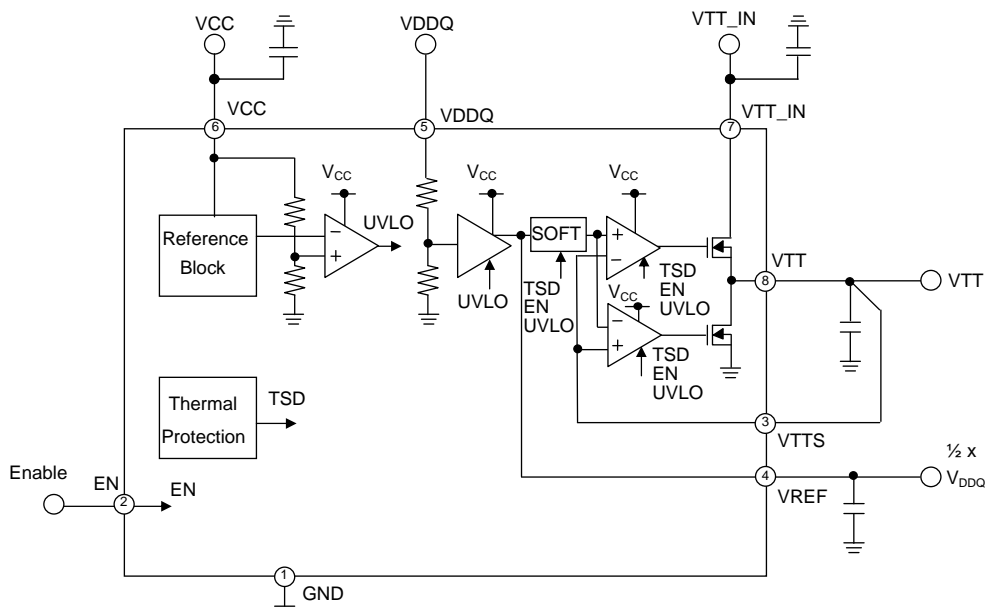 VCC
VDDQ
VTT_IN
VCC
VDDQ
VTT_IN
6
5
7
VCC
VCC
VCC
UVLO
Reference
Block
−
+
SOFT
+
−
VTT
8
VTT
UVLO
TSD
EN
UVLO
TSD
EN
UVLO
VCC
−
+
TSD
EN
UVLO
Thermal
Protection
TSD
3
VTTS
½ x
VDDQ
4
VREF
Enable
EN
2
EN
1
GND